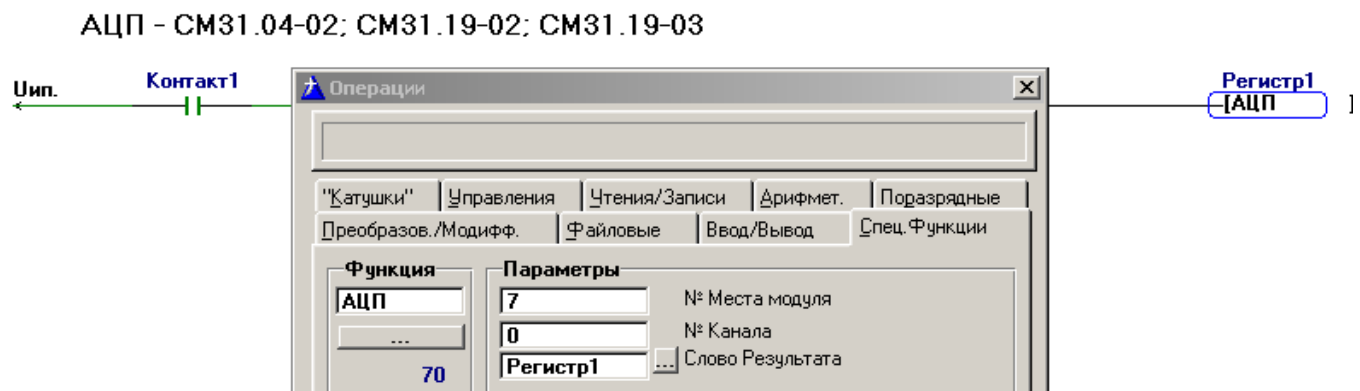 АЦП - СМ31.04-02; СМ31.19-02; СМ31.19-03
Uип. Контакт1 Операции Регистр1
[АЦП
"Катушки" Управления Чтения/Записи Арифмет. Поразрядные
Преобразов./Модифф. Файловые Ввод/Вывод Спец.Функции
Функция Параметры
АЦП 7 № Места модуля
... 0 № Канала
Регистр1 ... Слово Результата
70